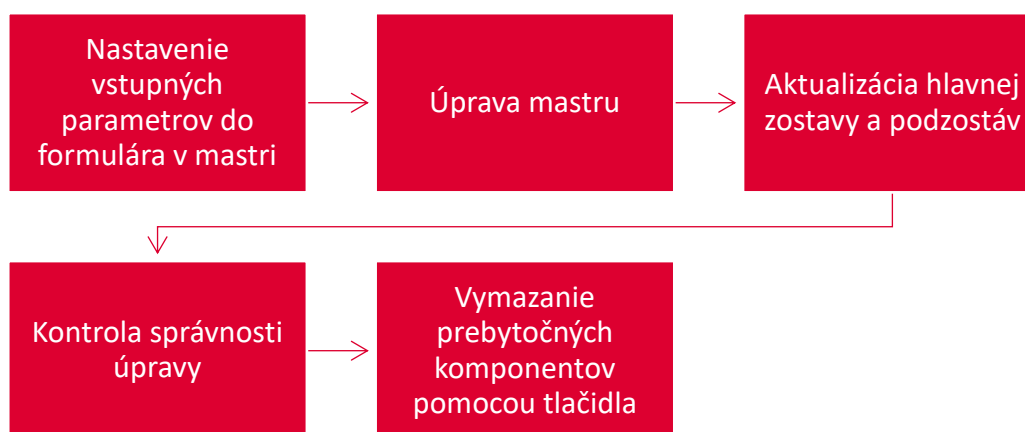 Nastavenie
vstupných
parametrov do
formulára v mastri
Úprava mastru
Aktualizácia hlavnej
zostavy a podzostáv
Kontrola správnosti
úpravy
Vymazanie
prebytočných
komponentov
pomocou tlačidla